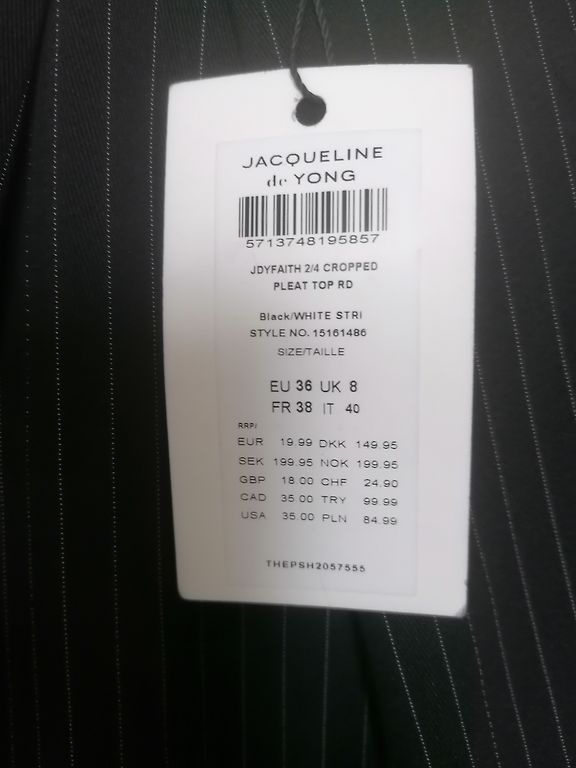 JACQUELINE
de YONG
5713748195857
JDYFAITH 2/4 CROPPED
PLEAT TOP RD
Black/WHITE STRI
STYLE NO. 15161486
SIZE/TAILLE
EU 36 UK 8
FR 38 IT 40
RRP/
EUR 19.99 DKK 149.95
SEK 199.95 NOK 199.95
GBP 18.00 CHF 24.90
CAD 35.00 TRY 99.99
USA 35.00 PLN 84.99
THEPSH2057555